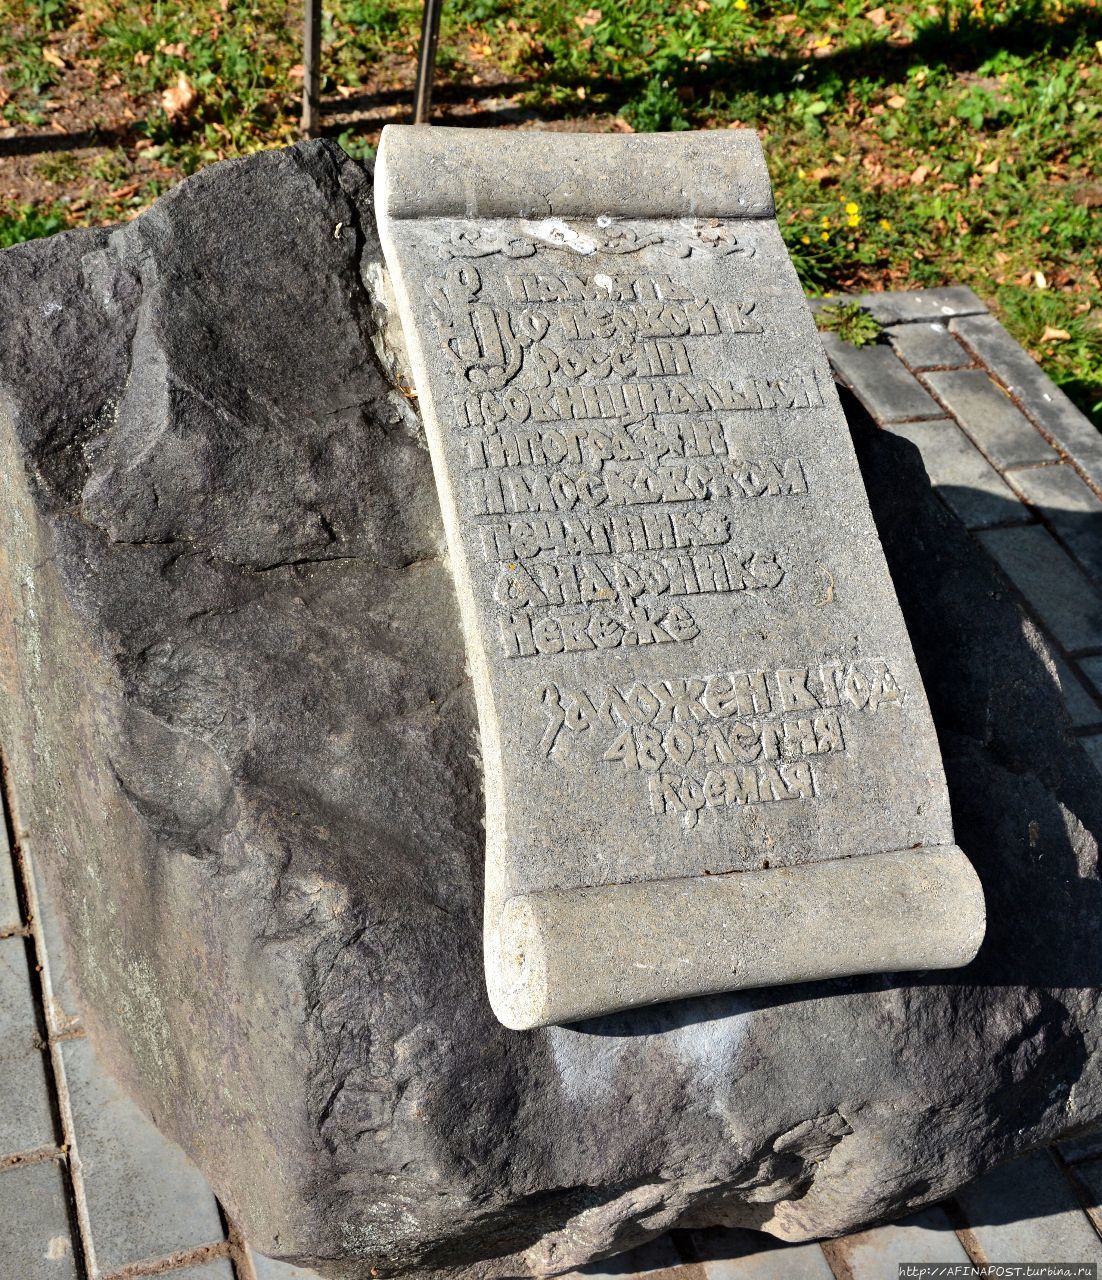 В память
о первой в
России
провинциальной
типографии
и московском
печатнике
Андронике
Невеже
Заложен в год
480-летия
кремля
http://AFINAPOST.turbina.ru